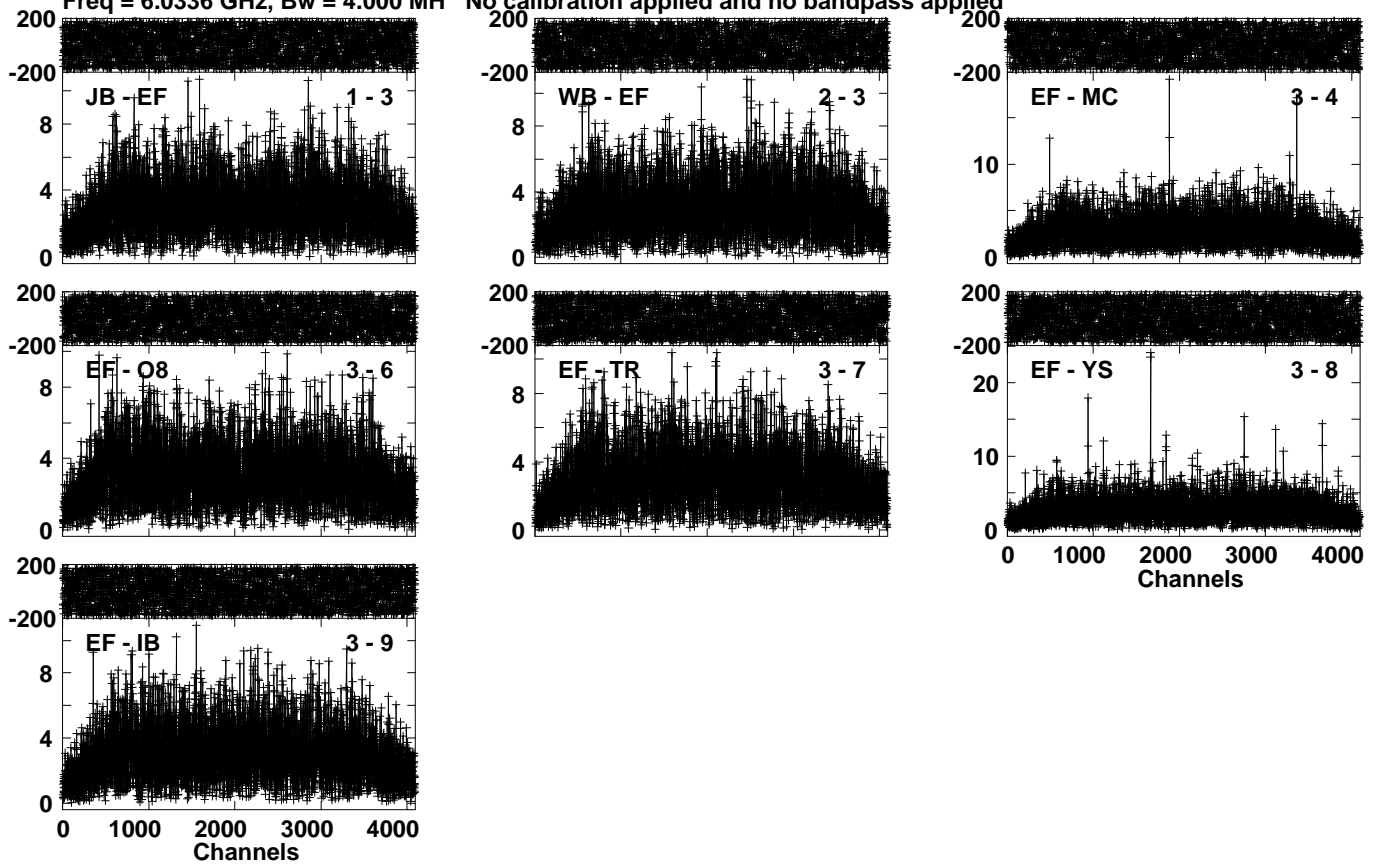 Freq = 6.0336 GHz, Bw = 4.000 MH No calibration applied and no bandpass applied
200
-200
JB - EF 1 - 3
8
4
0
200
-200
WB - EF 2 - 3
8
4
0
200
-200
EF - MC 3 - 4
10
0
200
-200
EF - O8 3 - 6
8
4
0
200
-200
EF - TR 3 - 7
8
4
0
200
-200
EF - YS 3 - 8
20
10
0
0 1000 2000 3000 4000
Channels
200
-200
EF - IB 3 - 9
8
4
0
0 1000 2000 3000 4000
Channels